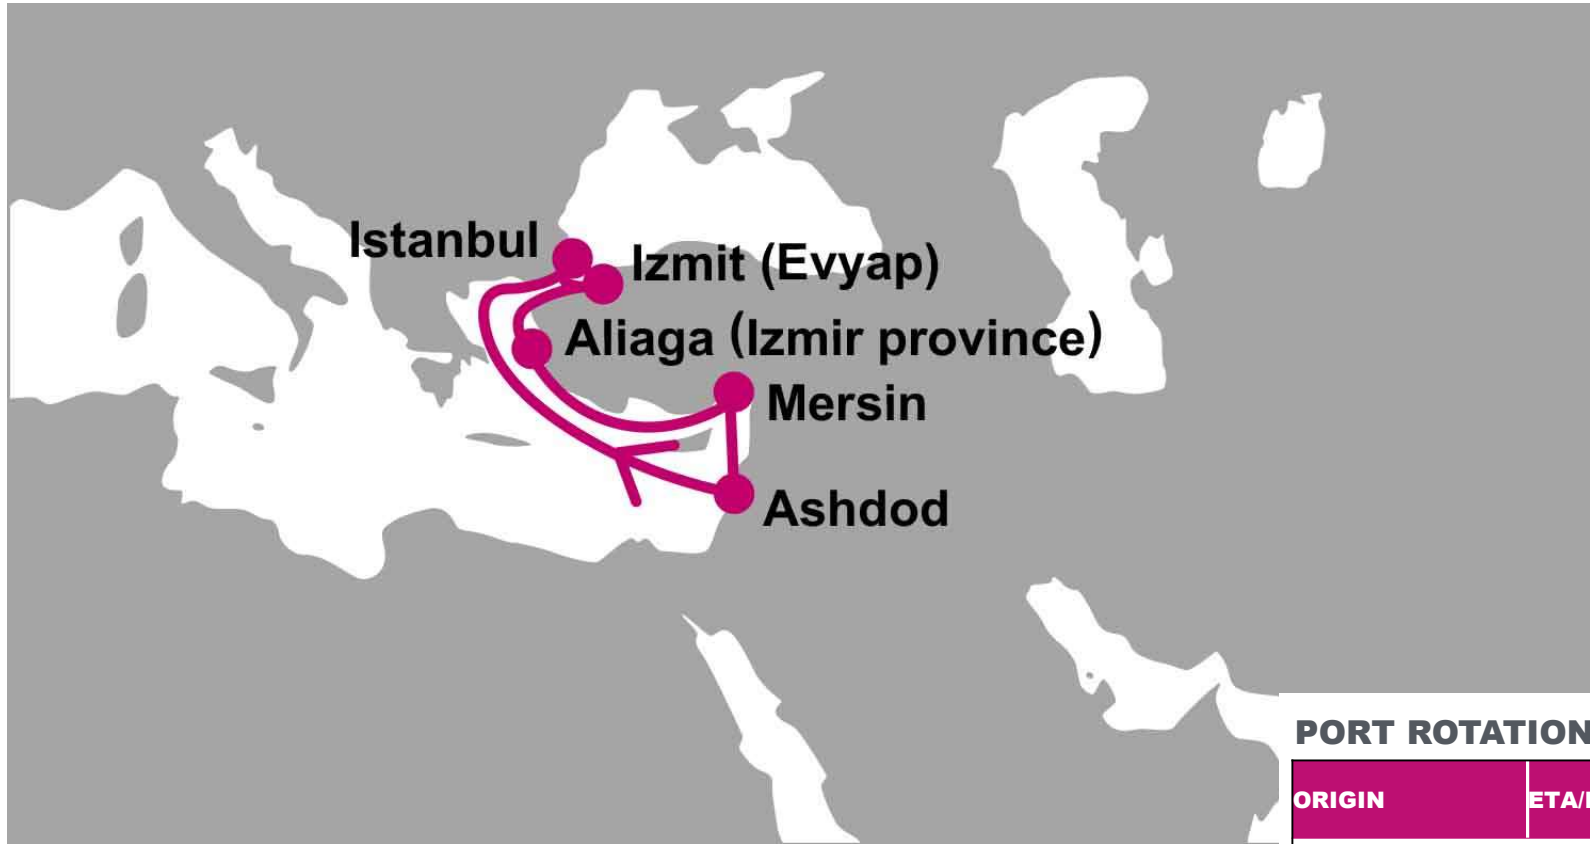 Istanbul
Izmit (Evyap)
Aliaga (Izmir province)
Mersin
Ashdod
PORT ROTATION
ORIGIN